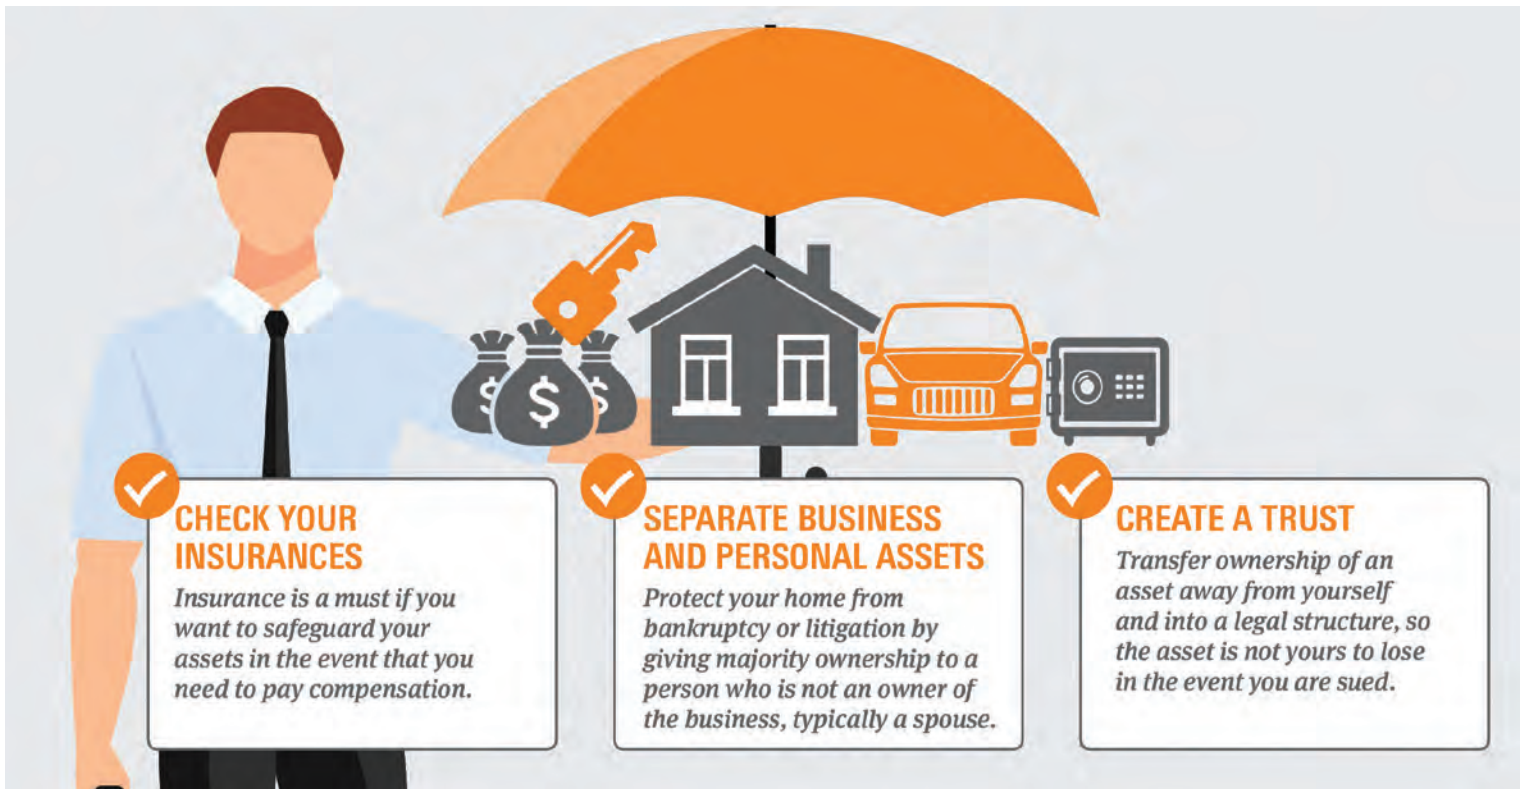 $ $ $
CHECK YOUR
INSURANCES
Insurance is a must if you
want to safeguard your
assets in the event that you
need to pay compensation.
SEPARATE BUSINESS
AND PERSONAL ASSETS
Protect your home from
bankruptcy or litigation by
giving majority ownership to a
person who is not an owner of
the business, typically a spouse.
CREATE A TRUST
Transfer ownership of an
asset away from yourself
and into a legal structure, so
the asset is not yours to lose
in the event you are sued.